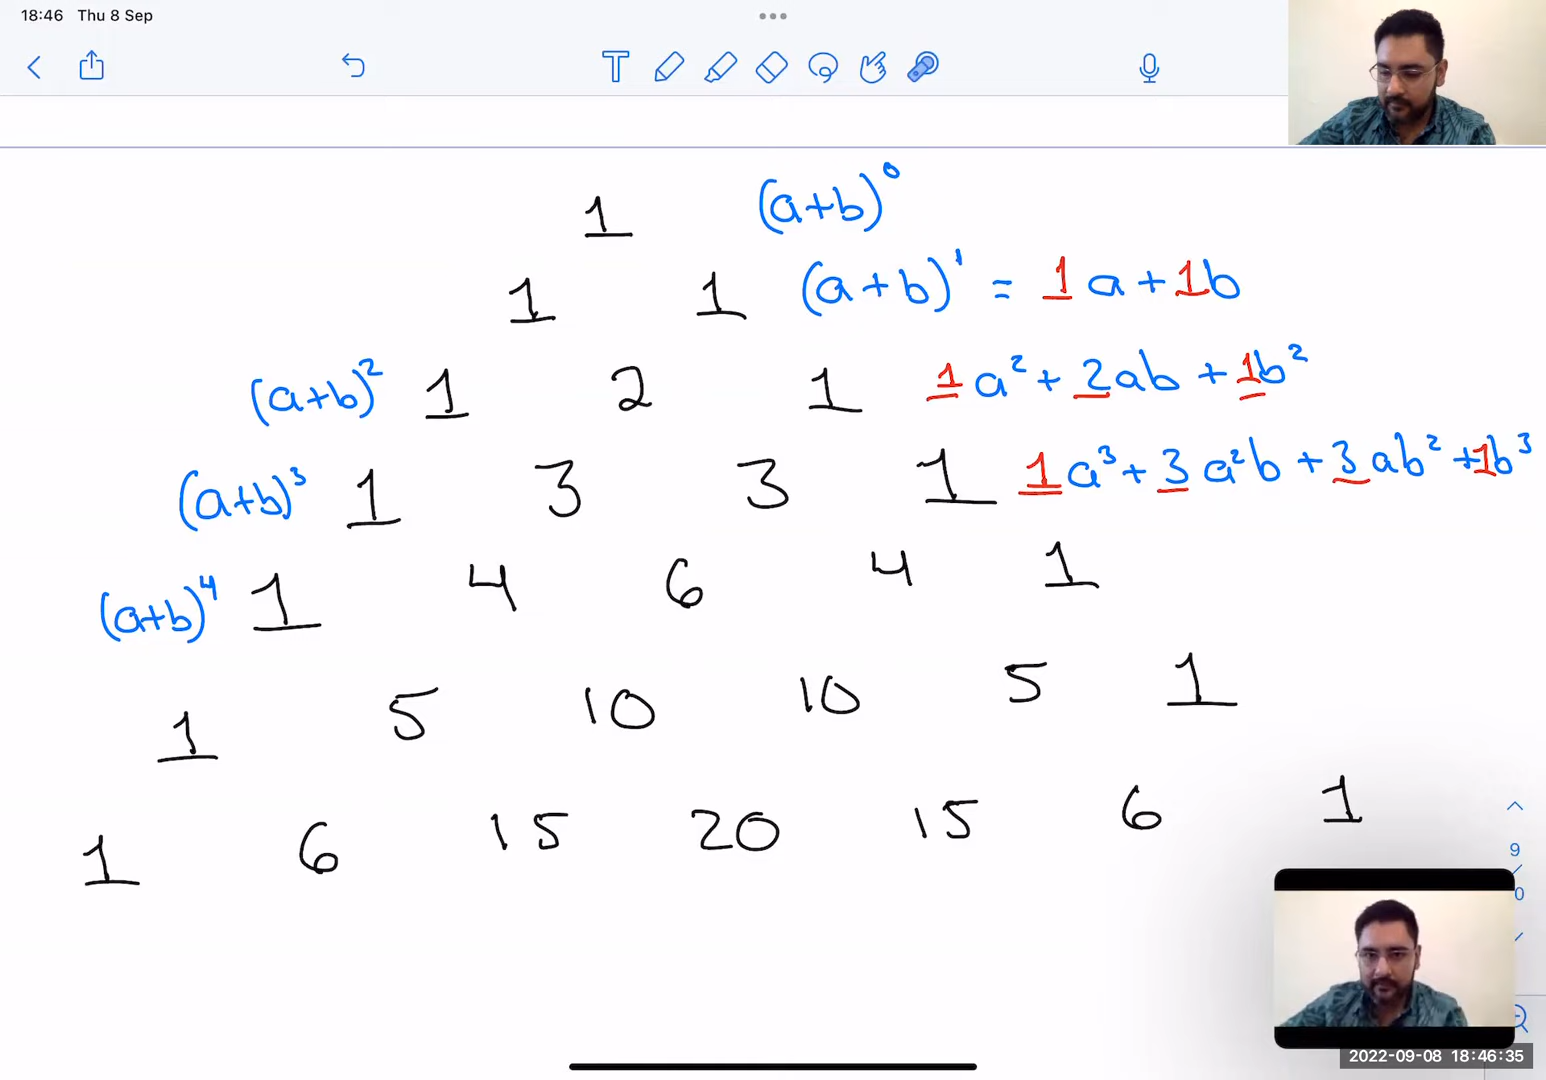 18:46 Thu 8 Sep
1 (a+b)⁰
1 1 (a+b)¹ = 1a+1b
(a+b)² 1 2 1 1a²+2ab+1b²
(a+b)³ 1 3 3 1 1a³+3a²b+3ab²+1b³
(a+b)⁴ 1 4 6 4 1
1 5 10 10 5 1
1 6 15 20 15 6 1
9
2022-09-08 18:46:35